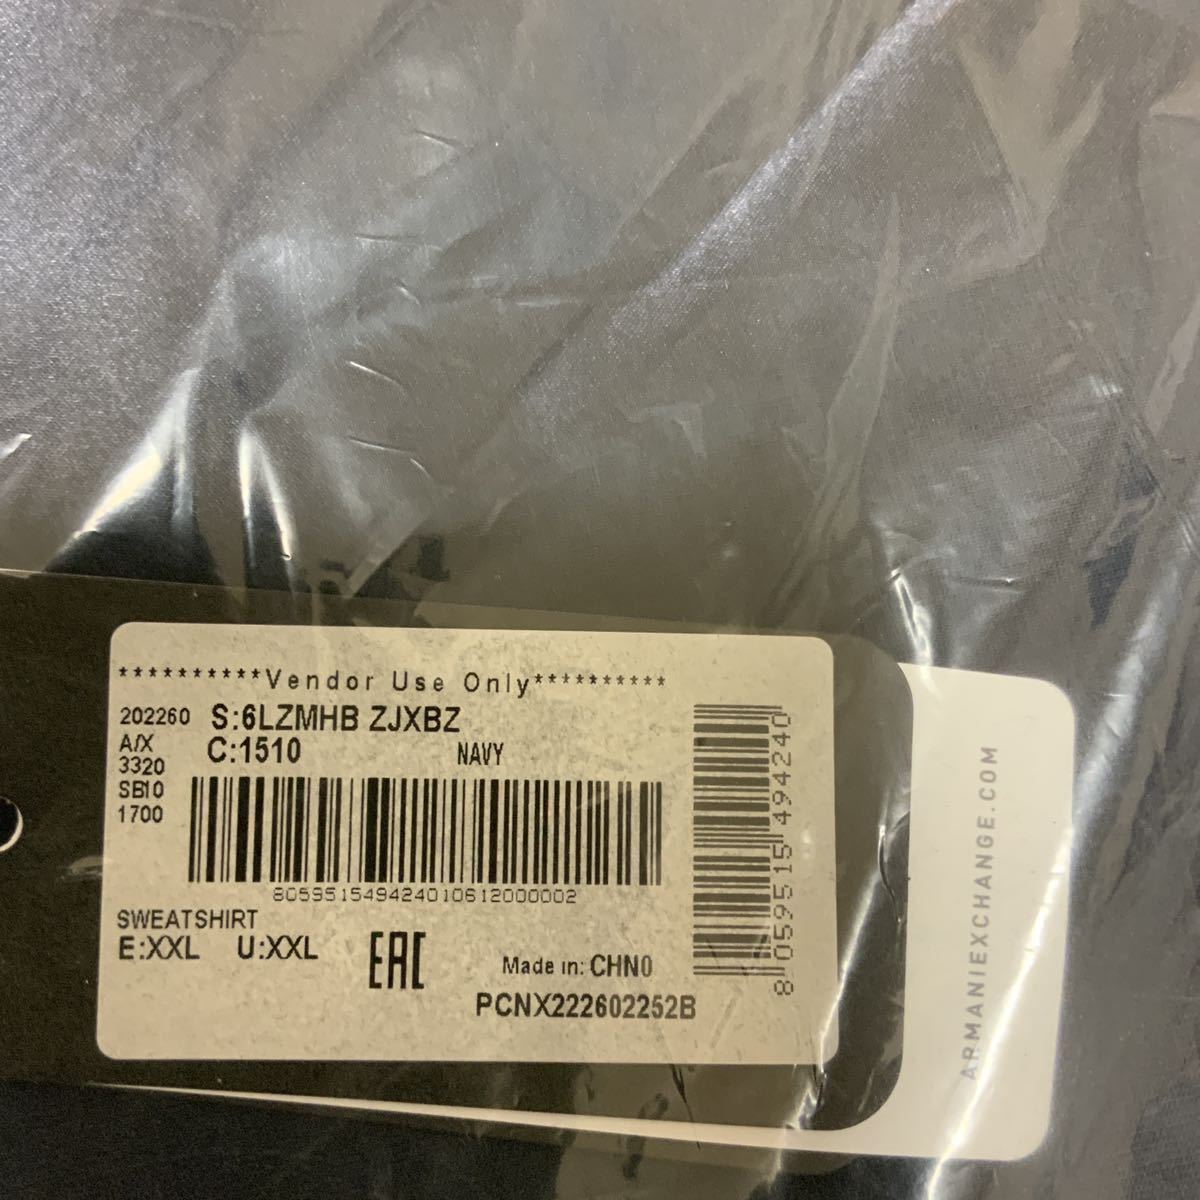 **********Vendor Use Only**********
202260 S:6LZMHB ZJXBZ
A/X C:1510 NAVY
3320
SB10
1700
805951549424010612000002
SWEATSHIRT
E:XXL U:XXL EAC Made in: CHN0
PCNX222602252B
8 059515 494240
ARMANIEXCHANGE.COM